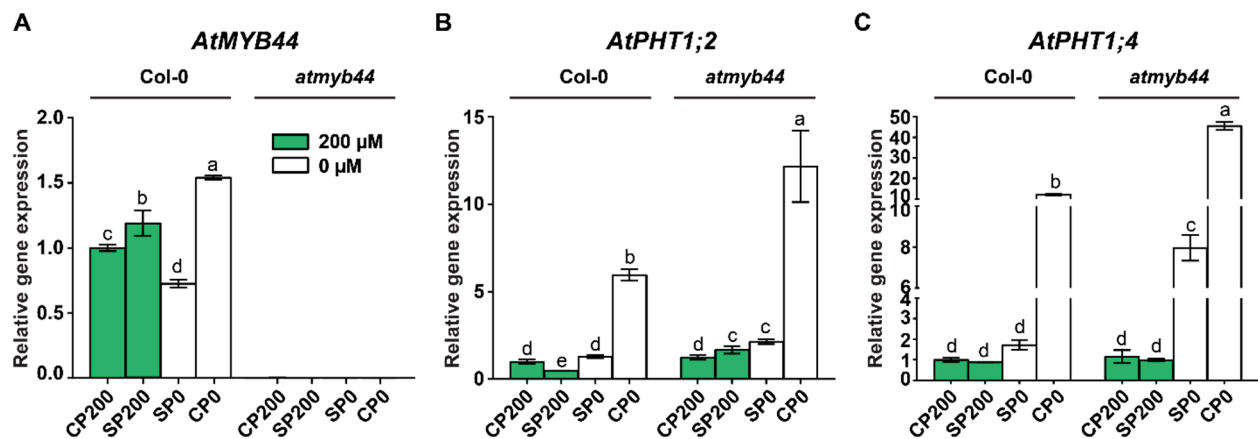 A
AtMYB44
Col-0
atmyb44
Relative gene expression
2.0
1.5
1.0
0.5
0.0
200 µM
0 µM
c
b
d
a
CP200
SP200
SP0
CP0
CP200
SP200
SP0
CP0
B
AtPHT1;2
Col-0
atmyb44
Relative gene expression
15
10
5
0
d
e
d
b
d
c
c
a
CP200
SP200
SP0
CP0
CP200
SP200
SP0
CP0
C
AtPHT1;4
Col-0
atmyb44
Relative gene expression
50
40
30
20
10
10
8
6
4
3
2
1
0
d
d
d
b
d
d
c
a
CP200
SP200
SP0
CP0
CP200
SP200
SP0
CP0